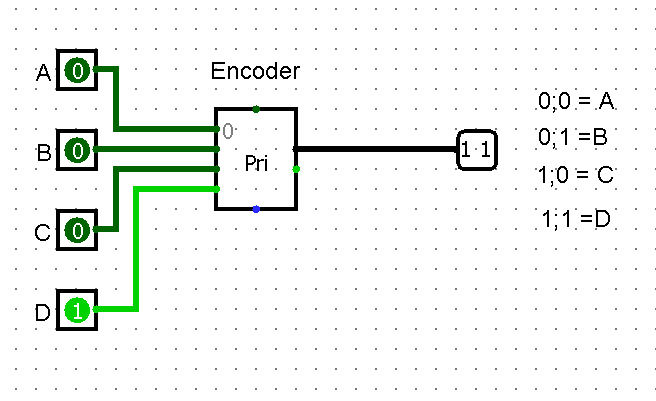 Encoder
A 0
B 0
C 0
D 1
0
Pri
1 1
0;0 = A
0;1 =B
1;0 = C
1;1 =D